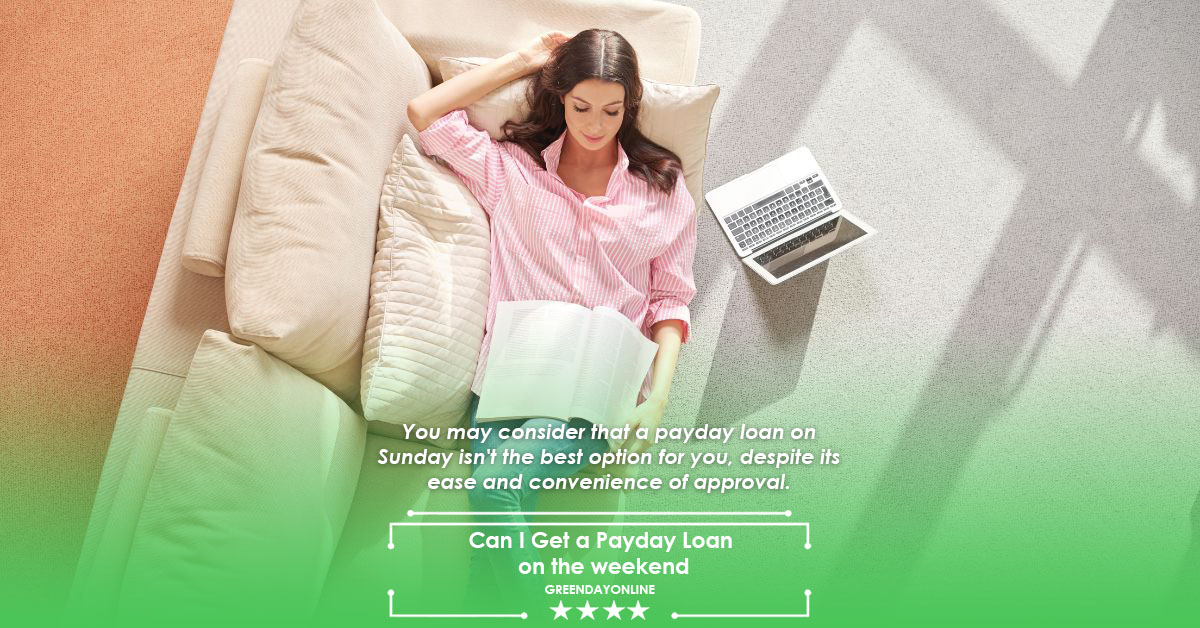 You may consider that a payday loan on
Sunday isn't the best option for you, despite its
ease and convenience of approval.
Can I Get a Payday Loan
on the weekend
GREENDAYONLINE